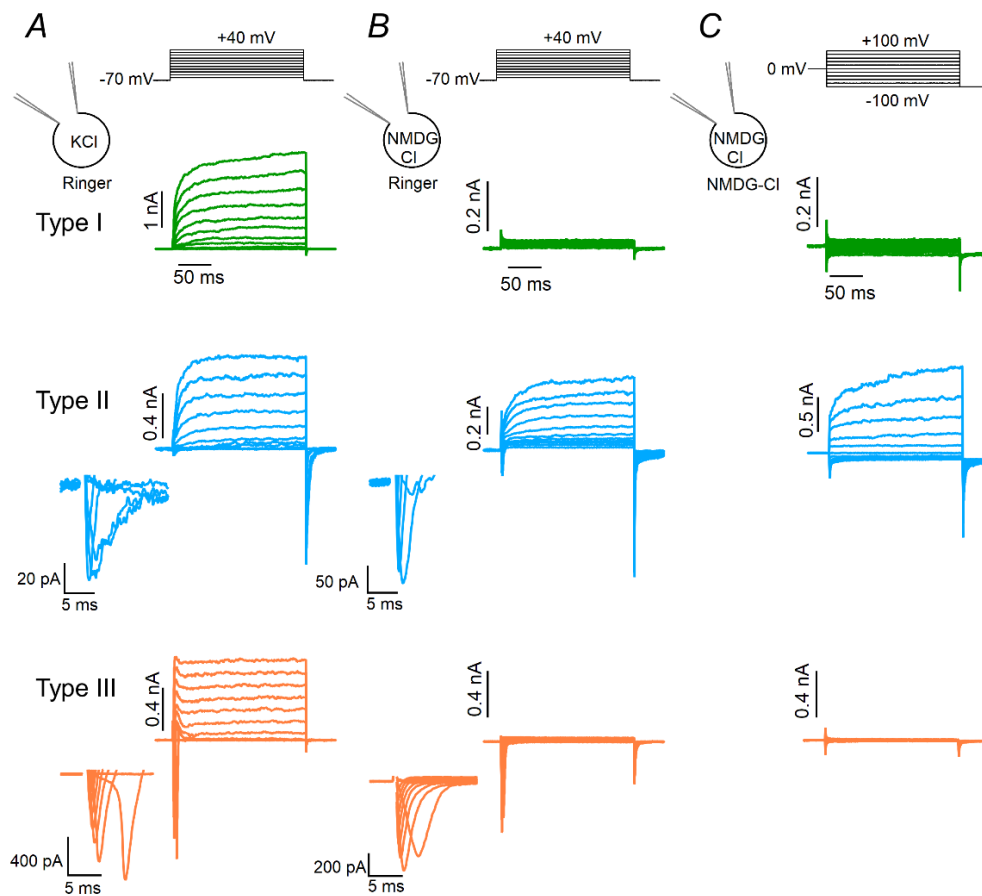 A
B
C
+40 mV
-70 mV
+40 mV
-70 mV
+100 mV
0 mV
-100 mV
KCl
Ringer
NMDG
Cl
Ringer
NMDG
Cl
NMDG-Cl
Type I
1 nA
50 ms
0.2 nA
50 ms
0.2 nA
50 ms
Type II
0.4 nA
0.2 nA
0.5 nA
20 pA
5 ms
50 pA
5 ms
Type III
0.4 nA
0.4 nA
0.4 nA
400 pA
5 ms
200 pA
5 ms